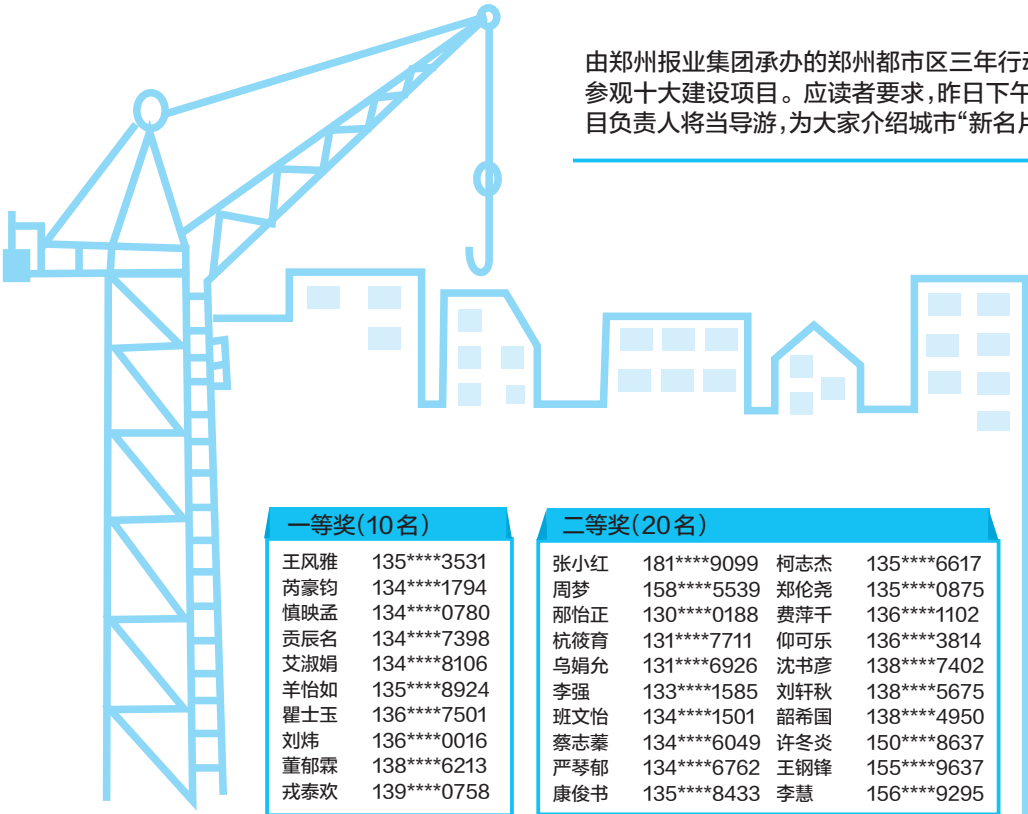 由郑州报业集团承办的郑州都市区三年行动
参观十大建设项目。应读者要求,昨日下午
目负责人将当导游,为大家介绍城市“新名片
一等奖(10名)
王风雅 135****3531
芮豪钧 134****1794
慎映孟 134****0780
贡辰名 134****7398
艾淑娟 134****8106
羊怡如 135****8924
瞿士玉 136****7501
刘炜 136****0016
董郁霖 138****6213
戎泰欢 139****0758
二等奖(20名)
张小红 181****9099 柯志杰 135****6617
周梦 158****5539 郑伦尧 135****0875
邴怡正 130****0188 费萍千 136****1102
杭筱育 131****7711 仰可乐 136****3814
乌娟允 131****6926 沈书彦 138****7402
李强 133****1585 刘轩秋 138****5675
班文怡 134****1501 韶希国 138****4950
蔡志蓁 134****6049 许冬炎 150****8637
严琴郁 134****6762 王钢锋 155****9637
康俊书 135****8433 李慧 156****9295